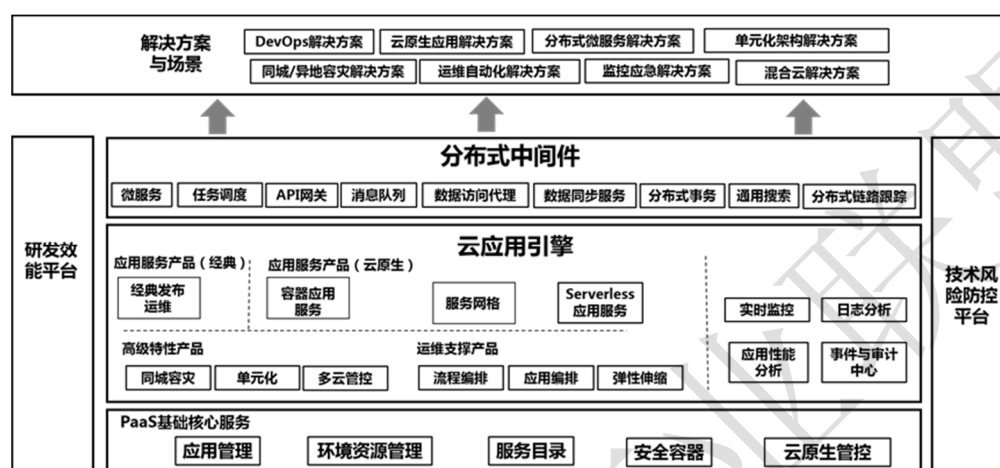 解决方案
与场景
DevOps解决方案
云原生应用解决方案
分布式微服务解决方案
单元化架构解决方案
同城/异地容灾解决方案
运维自动化解决方案
监控应急解决方案
混合云解决方案
研发效
能平台
分布式中间件
微服务
任务调度
API网关
消息队列
数据访问代理
数据同步服务
分布式事务
通用搜索
分布式链路跟踪
云应用引擎
应用服务产品（经典）
经典发布
运维
应用服务产品（云原生）
容器应用
服务
服务网格
Serverless
应用服务
高级特性产品
同城容灾
单元化
多云管控
运维支撑产品
流程编排
应用编排
弹性伸缩
实时监控
日志分析
应用性能
分析
事件与审计
中心
PaaS基础核心服务
应用管理
环境资源管理
服务目录
安全容器
云原生管控
技术风
险防控
平台
业联